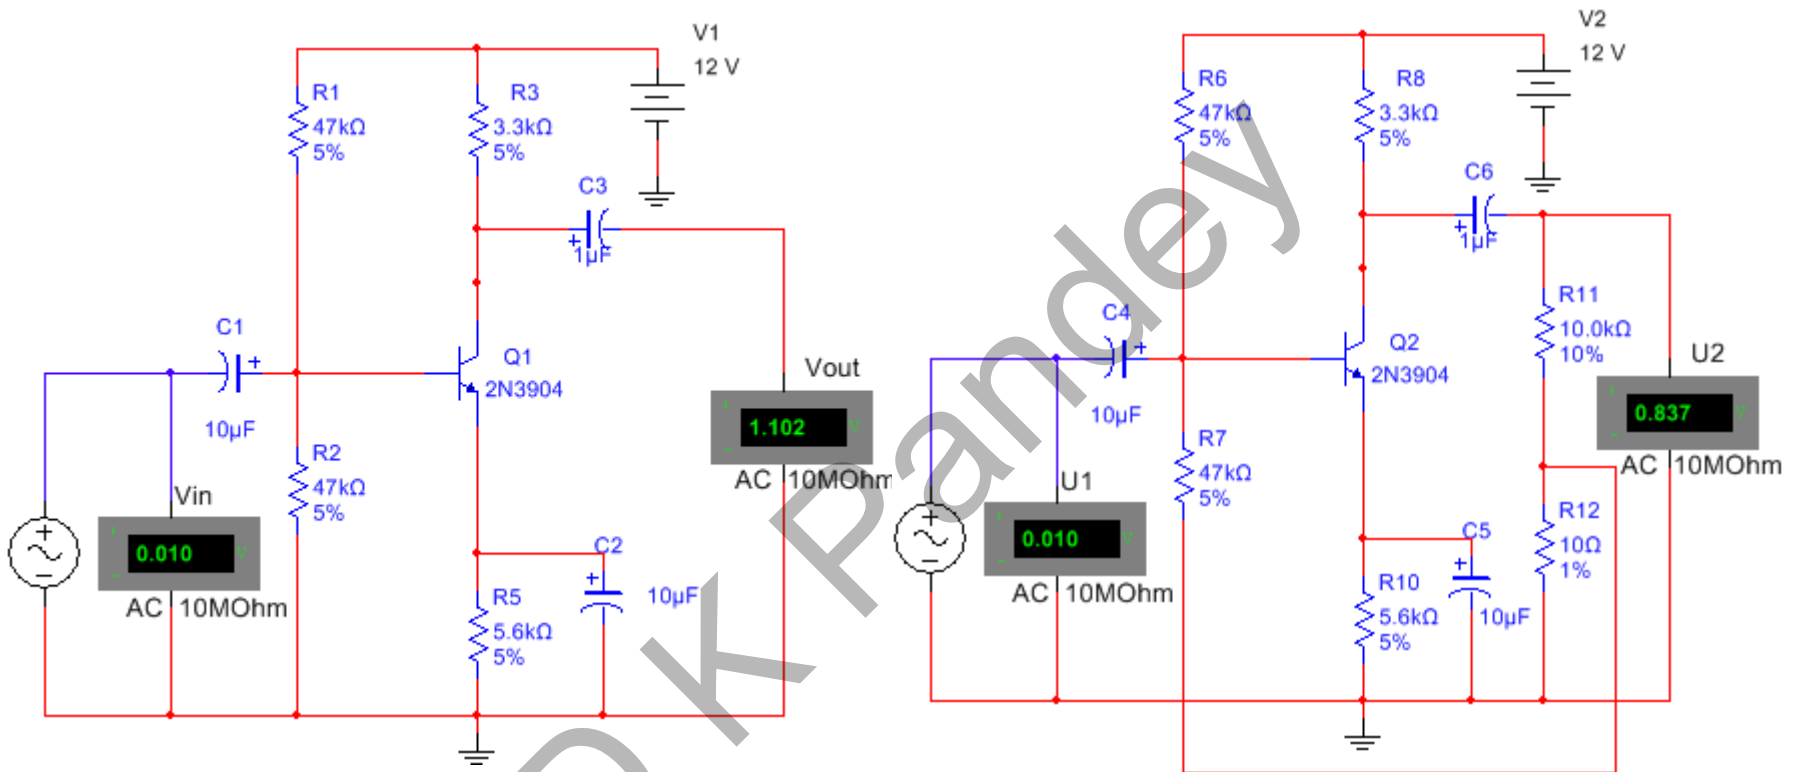 V1
12 V
R1
47kΩ
5%
R3
3.3kΩ
5%
C3
+
1µF
C1
+
10µF
Q1
2N3904
Vout
1.102 V
AC 10MOhm
R2
47kΩ
5%
Vin
0.010 V
AC 10MOhm
C2
+
10µF
R5
5.6kΩ
5%
V2
12 V
R6
47kΩ
5%
R8
3.3kΩ
5%
C6
+
1µF
C4
+
10µF
Q2
2N3904
R11
10.0kΩ
10%
U2
0.837 V
AC 10MOhm
R7
47kΩ
5%
U1
0.010 V
AC 10MOhm
C5
+
10µF
R12
10Ω
1%
R10
5.6kΩ
5%
D K Pandey